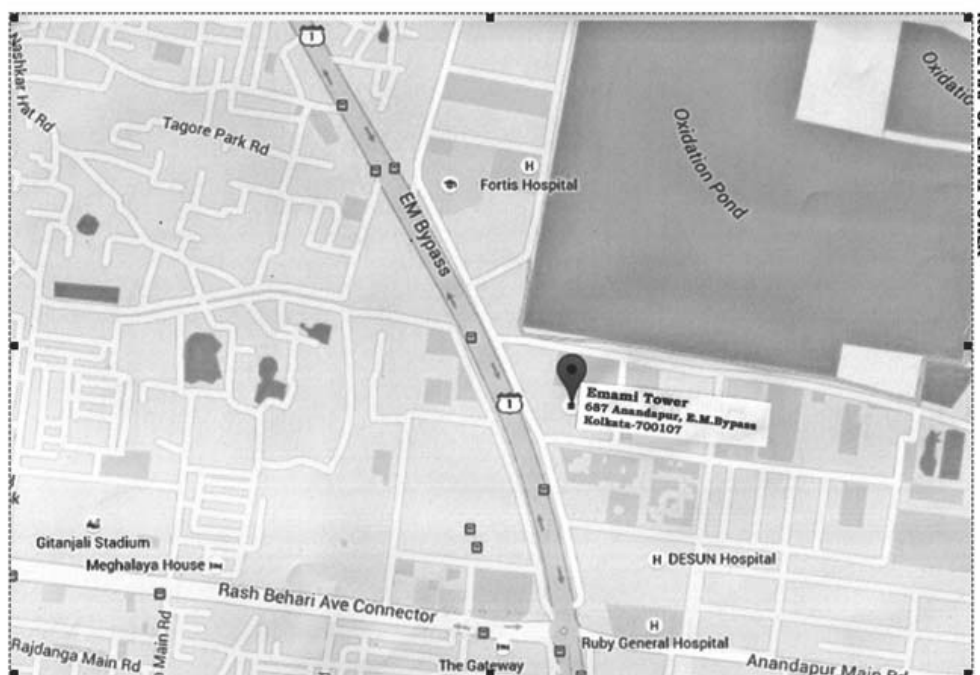 1
Nashkar Hat Rd
Tagore Park Rd
Oxidation Pond
Oxidation
H
Fortis Hospital
EM Bypass
1
Emami Tower
687 Anandapur, E.M.Bypass
Kolkata-700107
Gitanjali Stadium
Meghalaya House
H DESUN Hospital
Rash Behari Ave Connector
H
Ruby General Hospital
Rajdanga Main Rd
Main Rd
The Gateway
Anandapur Main Rd